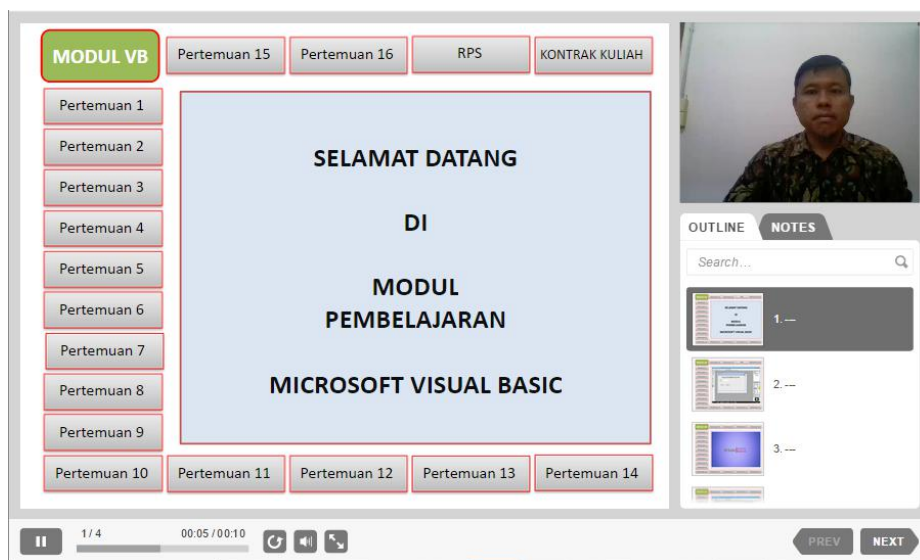 MODUL VB
Pertemuan 15
Pertemuan 16
RPS
KONTRAK KULIAH
Pertemuan 1
Pertemuan 2
Pertemuan 3
Pertemuan 4
Pertemuan 5
Pertemuan 6
Pertemuan 7
Pertemuan 8
Pertemuan 9
Pertemuan 10
Pertemuan 11
Pertemuan 12
Pertemuan 13
Pertemuan 14
SELAMAT DATANG
DI
MODUL
PEMBELAJARAN
MICROSOFT VISUAL BASIC
OUTLINE
NOTES
Search...
1. ---
2. ---
3. ---
1 / 4
00:05 / 00:10
PREV
NEXT